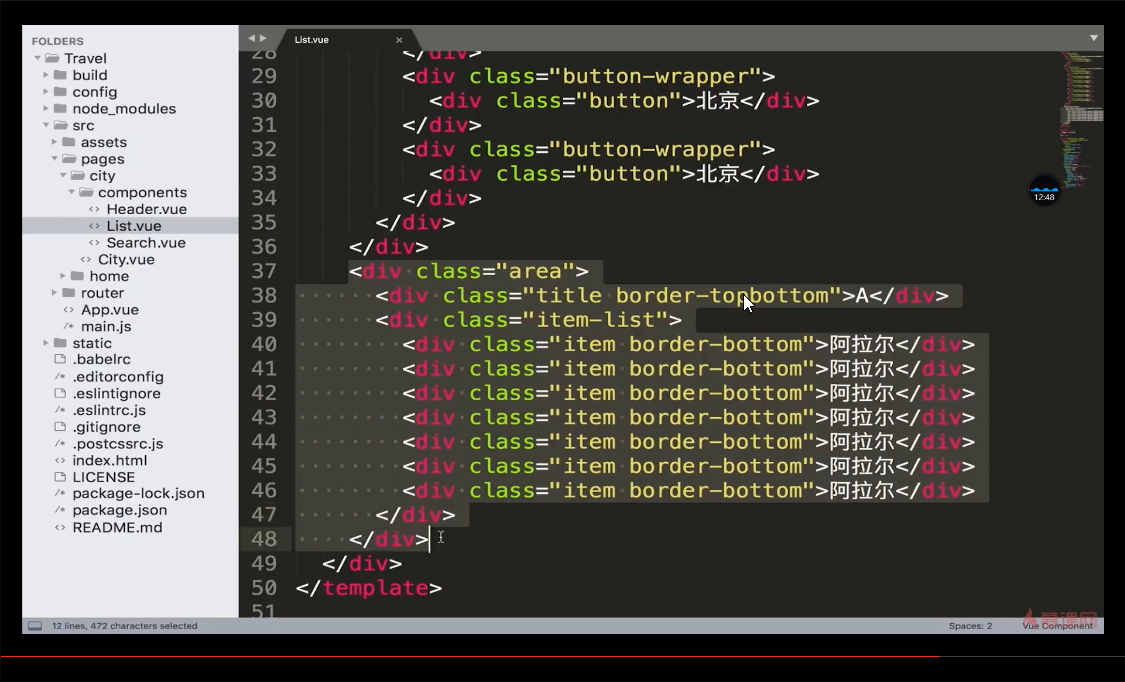 FOLDERS
Travel
build
config
node_modules
src
assets
pages
city
components
Header.vue
List.vue
Search.vue
City.vue
home
router
App.vue
main.js
static
.babelrc
.editorconfig
.eslintignore
.eslintrc.js
.gitignore
.postcssrc.js
index.html
LICENSE
package-lock.json
package.json
README.md
List.vue
28 </div>
29 <div class="button-wrapper">
30 <div class="button">北京</div>
31 </div>
32 <div class="button-wrapper">
33 <div class="button">北京</div>
34 </div>
35 </div>
36 </div>
37 <div class="area">
38 <div class="title border-topbottom">A</div>
39 <div class="item-list">
40 <div class="item border-bottom">阿拉尔</div>
41 <div class="item border-bottom">阿拉尔</div>
42 <div class="item border-bottom">阿拉尔</div>
43 <div class="item border-bottom">阿拉尔</div>
44 <div class="item border-bottom">阿拉尔</div>
45 <div class="item border-bottom">阿拉尔</div>
46 <div class="item border-bottom">阿拉尔</div>
47 </div>
48 </div>
49 </div>
50 </template>
51
12:48
慕课网
12 lines, 472 characters selected
Spaces: 2
Vue Component